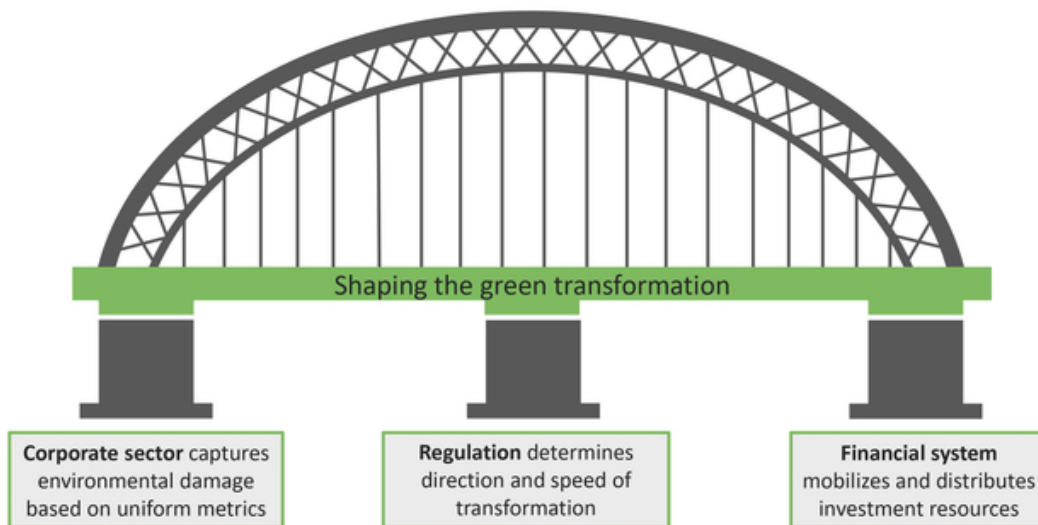 Shaping the green transformation
Corporate sector captures
environmental damage
based on uniform metrics
Regulation determines
direction and speed of
transformation
Financial system
mobilizes and distributes
investment resources